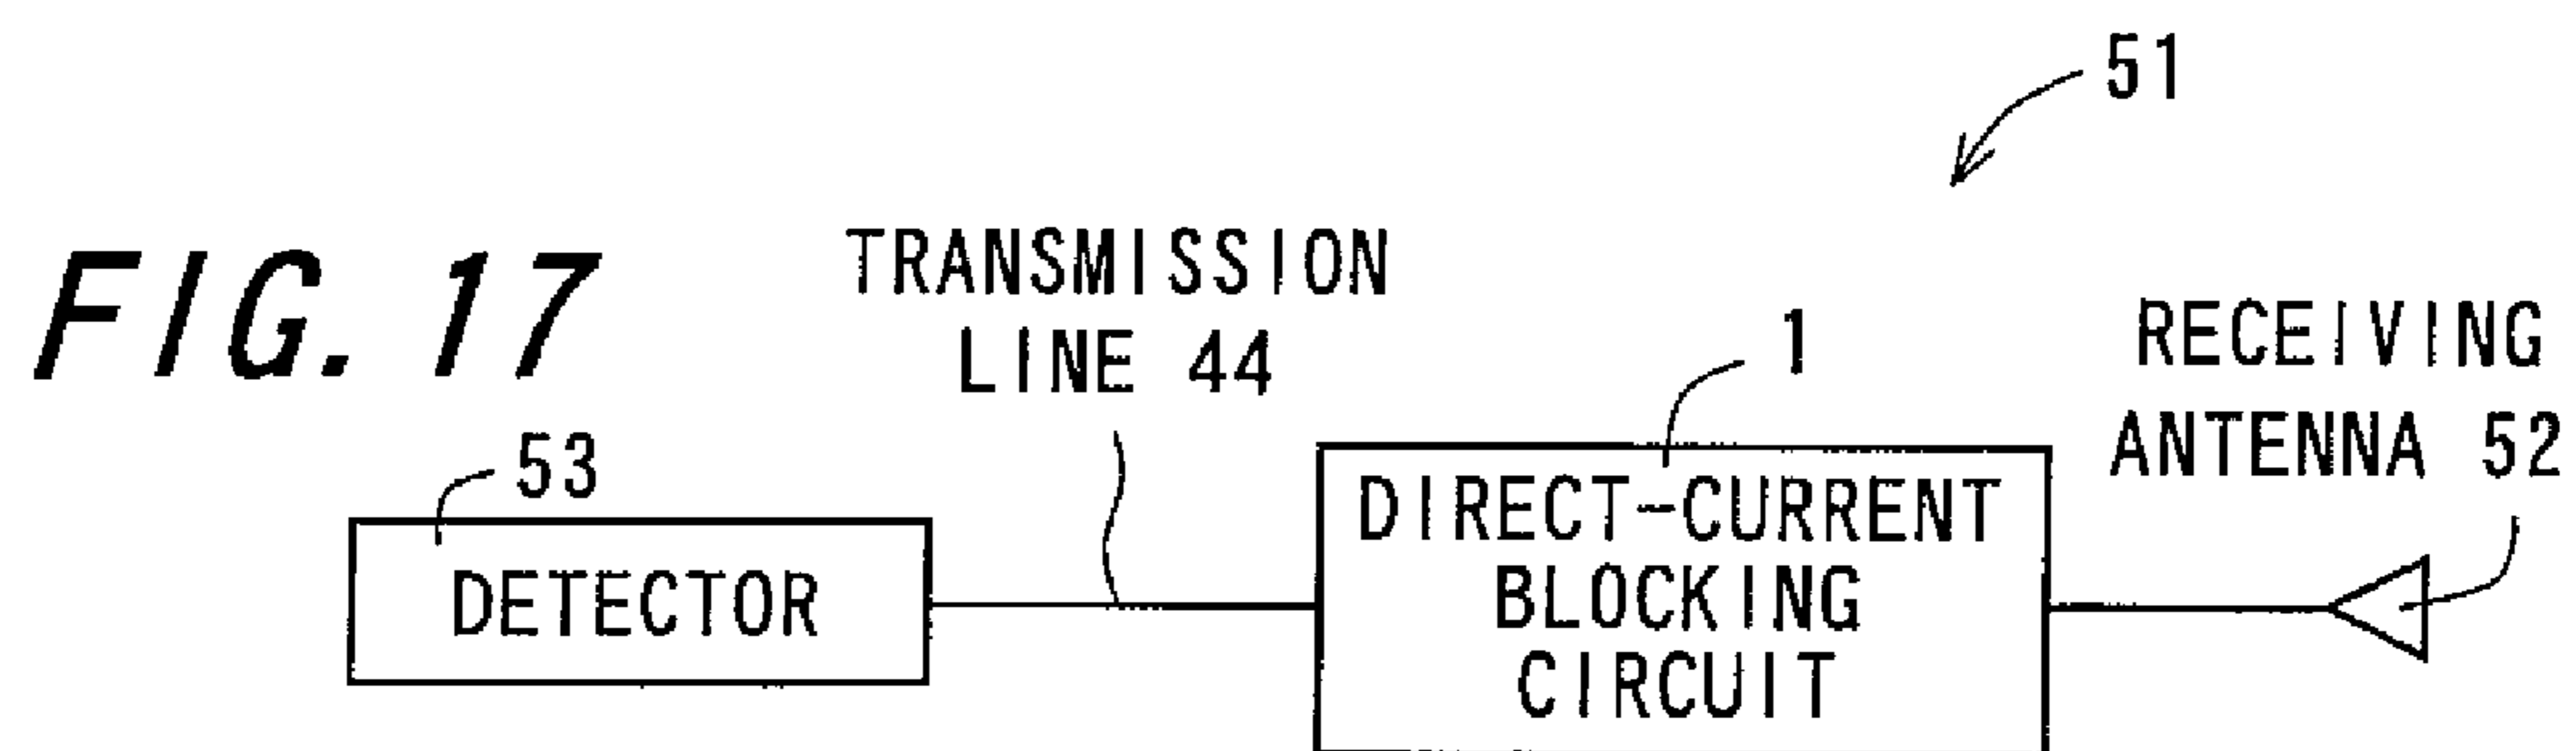 51
FIG. 17
TRANSMISSION
LINE 44
1
RECEIVING
ANTENNA 52
53
DETECTOR
DIRECT-CURRENT
BLOCKING
CIRCUIT